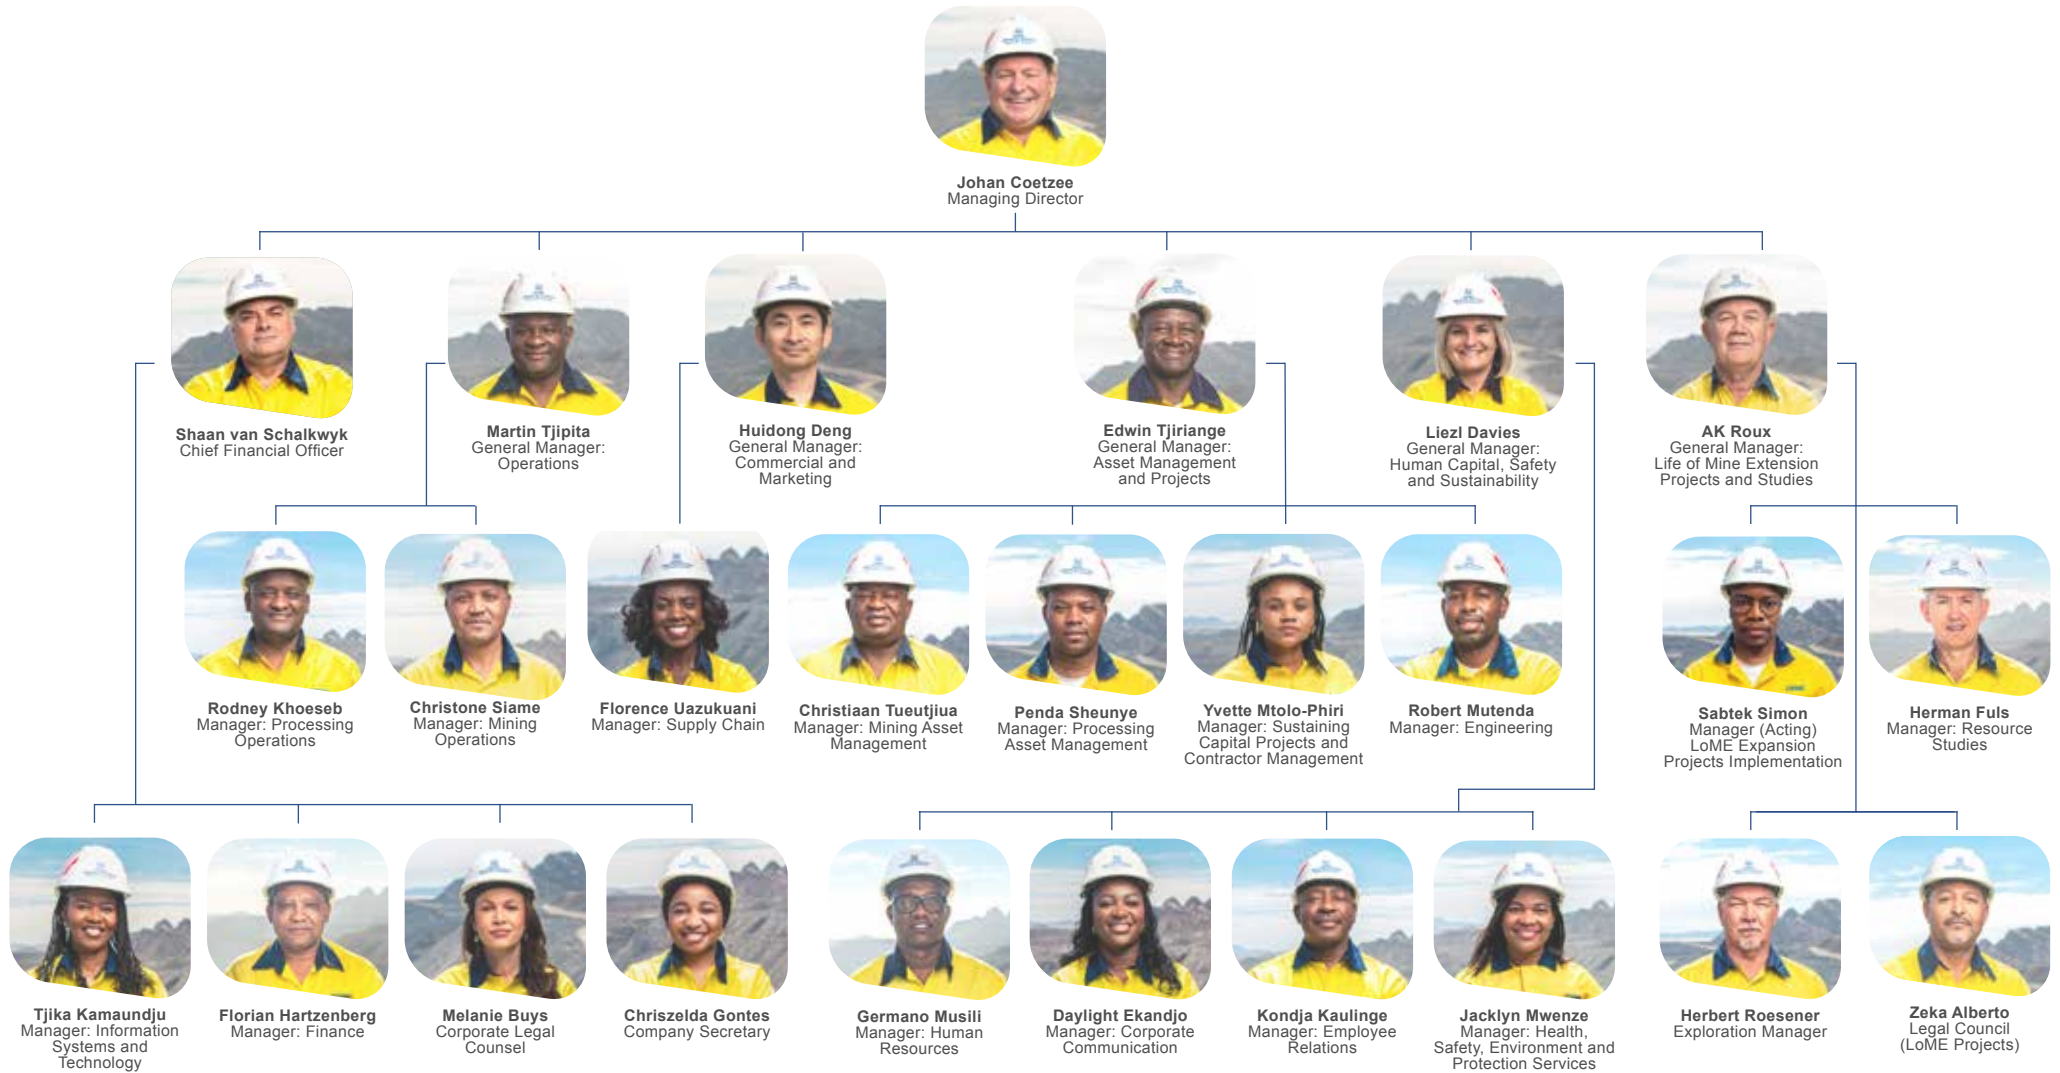 Johan Coetzee
Managing Director
Shaan van Schalkwyk
Chief Financial Officer
Martin Tjipita
General Manager:
Operations
Huidong Deng
General Manager:
Commercial and
Marketing
Edwin Tjiriange
General Manager:
Asset Management
and Projects
Liezl Davies
General Manager:
Human Capital, Safety
and Sustainability
AK Roux
General Manager:
Life of Mine Extension
Projects and Studies
Rodney Khoeseb
Manager: Processing
Operations
Christone Siame
Manager: Mining
Operations
Florence Uazukuani
Manager: Supply Chain
Christiaan Tueutjiua
Manager: Mining Asset
Management
Penda Sheunye
Manager: Processing
Asset Management
Yvette Mtolo-Phiri
Manager: Sustaining
Capital Projects and
Contractor Management
Robert Mutenda
Manager: Engineering
Sabtek Simon
Manager (Acting)
LoME Expansion
Projects Implementation
Herman Fuls
Manager: Resource
Studies
Tjika Kamaundju
Manager: Information
Systems and
Technology
Florian Hartzenberg
Manager: Finance
Melanie Buys
Corporate Legal
Counsel
Chriszelda Gontes
Company Secretary
Germano Musili
Manager: Human
Resources
Daylight Ekandjo
Manager: Corporate
Communication
Kondja Kaulinge
Manager: Employee
Relations
Jacklyn Mwenze
Manager: Health,
Safety, Environment and
Protection Services
Herbert Roesener
Exploration Manager
Zeka Alberto
Legal Council
(LoME Projects)